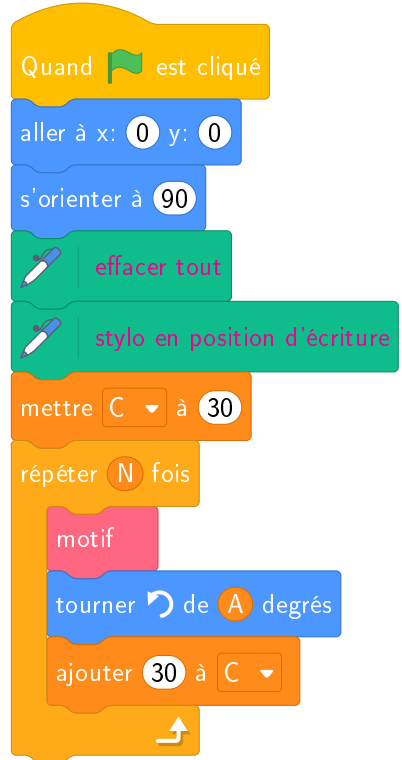 Quand est cliqué
aller à x: 0 y: 0
s'orienter à 90
effacer tout
stylo en position d'écriture
mettre C à 30
répéter N fois
motif
tourner de A degrés
ajouter 30 à C